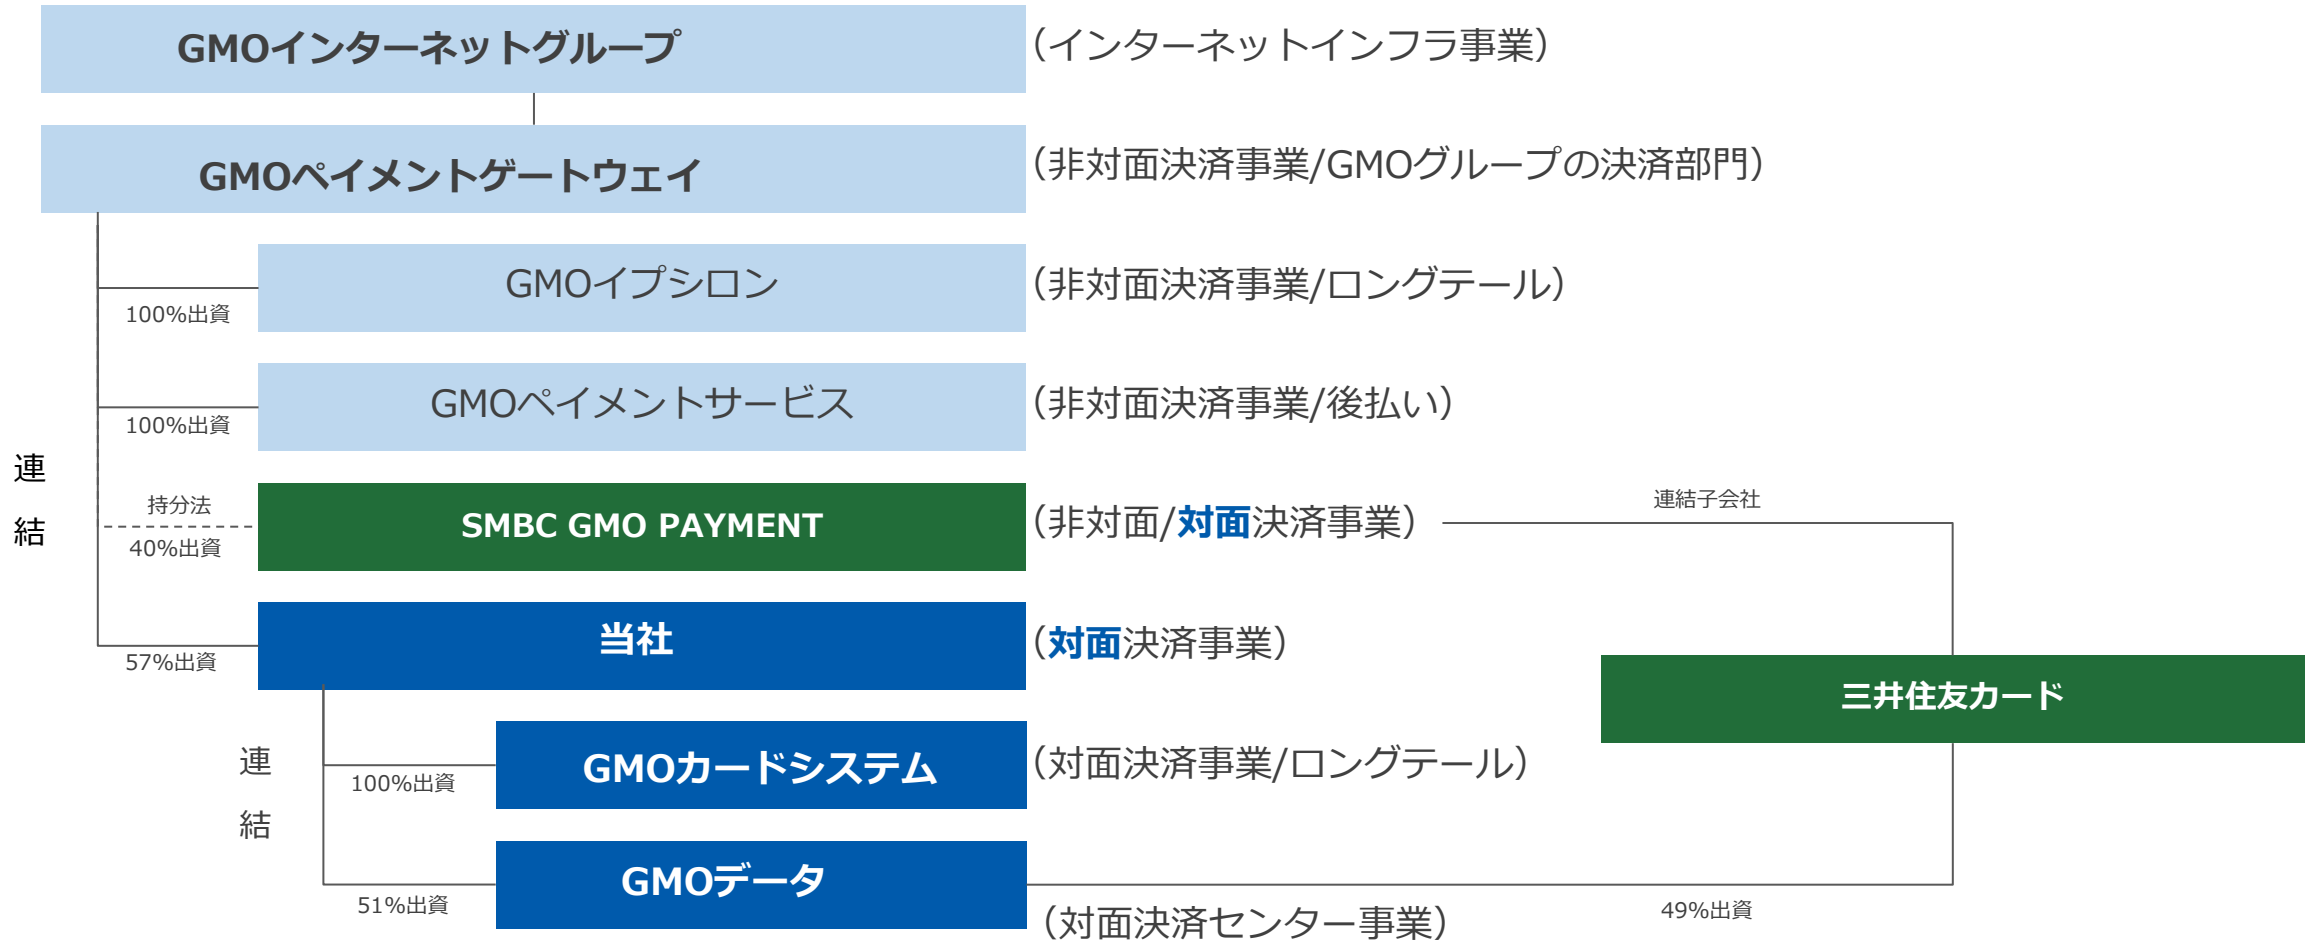 GMOインターネットグループ
（インターネットインフラ事業）
GMOペイメントゲートウェイ
（非対面決済事業/GMOグループの決済部門）
GMOイプシロン
（非対面決済事業/ロングテール）
100%出資
GMOペイメントサービス
（非対面決済事業/後払い）
100%出資
連
結
持分法
40%出資
SMBC GMO PAYMENT
（非対面/対面決済事業）
連結子会社
当社
（対面決済事業）
57%出資
三井住友カード
連
結
GMOカードシステム
（対面決済事業/ロングテール）
100%出資
GMOデータ
51%出資
（対面決済センター事業）
49%出資